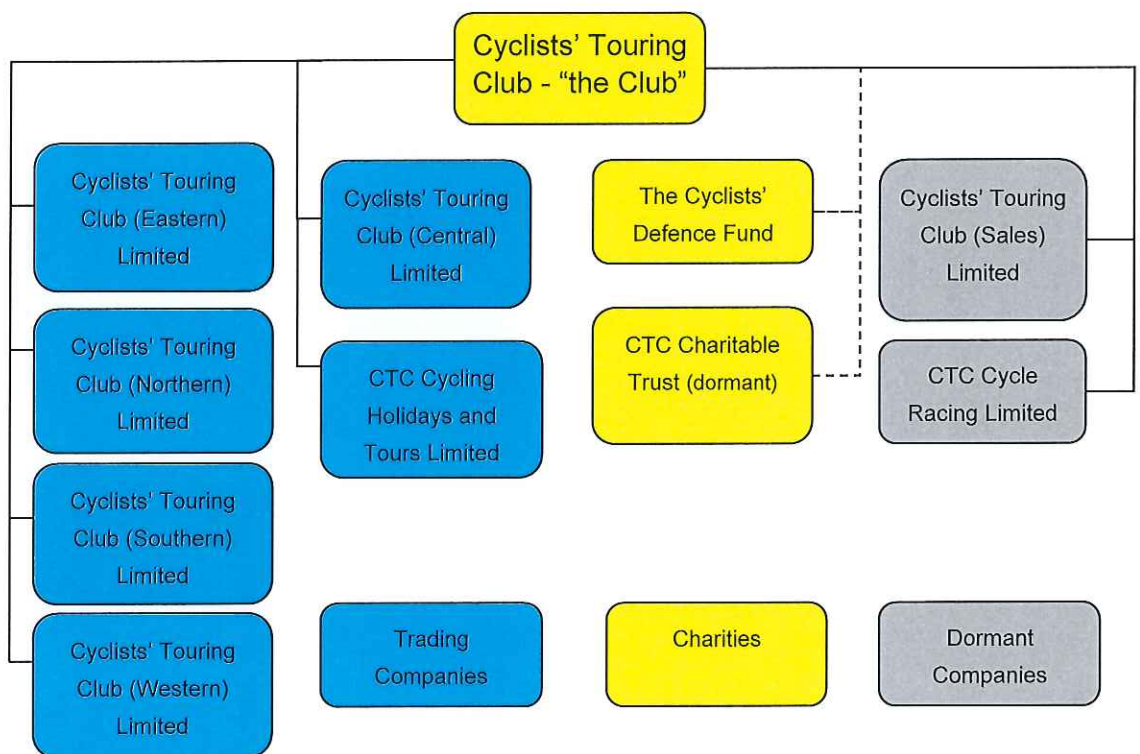 Cyclists' Touring
Club - "the Club"
Cyclists' Touring
Club (Eastern)
Limited
Cyclists' Touring
Club (Northern)
Limited
Cyclists' Touring
Club (Southern)
Limited
Cyclists' Touring
Club (Western)
Limited
Cyclists' Touring
Club (Central)
Limited
CTC Cycling
Holidays and
Tours Limited
Trading
Companies
The Cyclists'
Defence Fund
CTC Charitable
Trust (dormant)
Charities
Cyclists' Touring
Club (Sales)
Limited
CTC Cycle
Racing Limited
Dormant
Companies